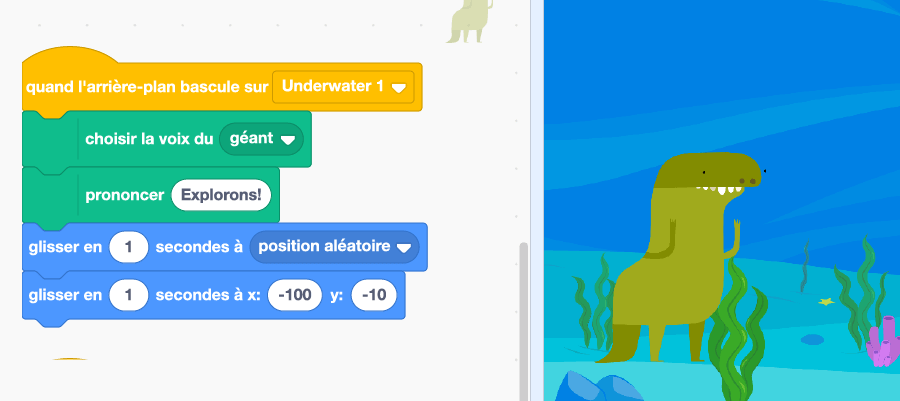 quand l'arrière-plan bascule sur Underwater 1
choisir la voix du géant
prononcer Explorons!
glisser en 1 secondes à position aléatoire
glisser en 1 secondes à x: -100 y: -10